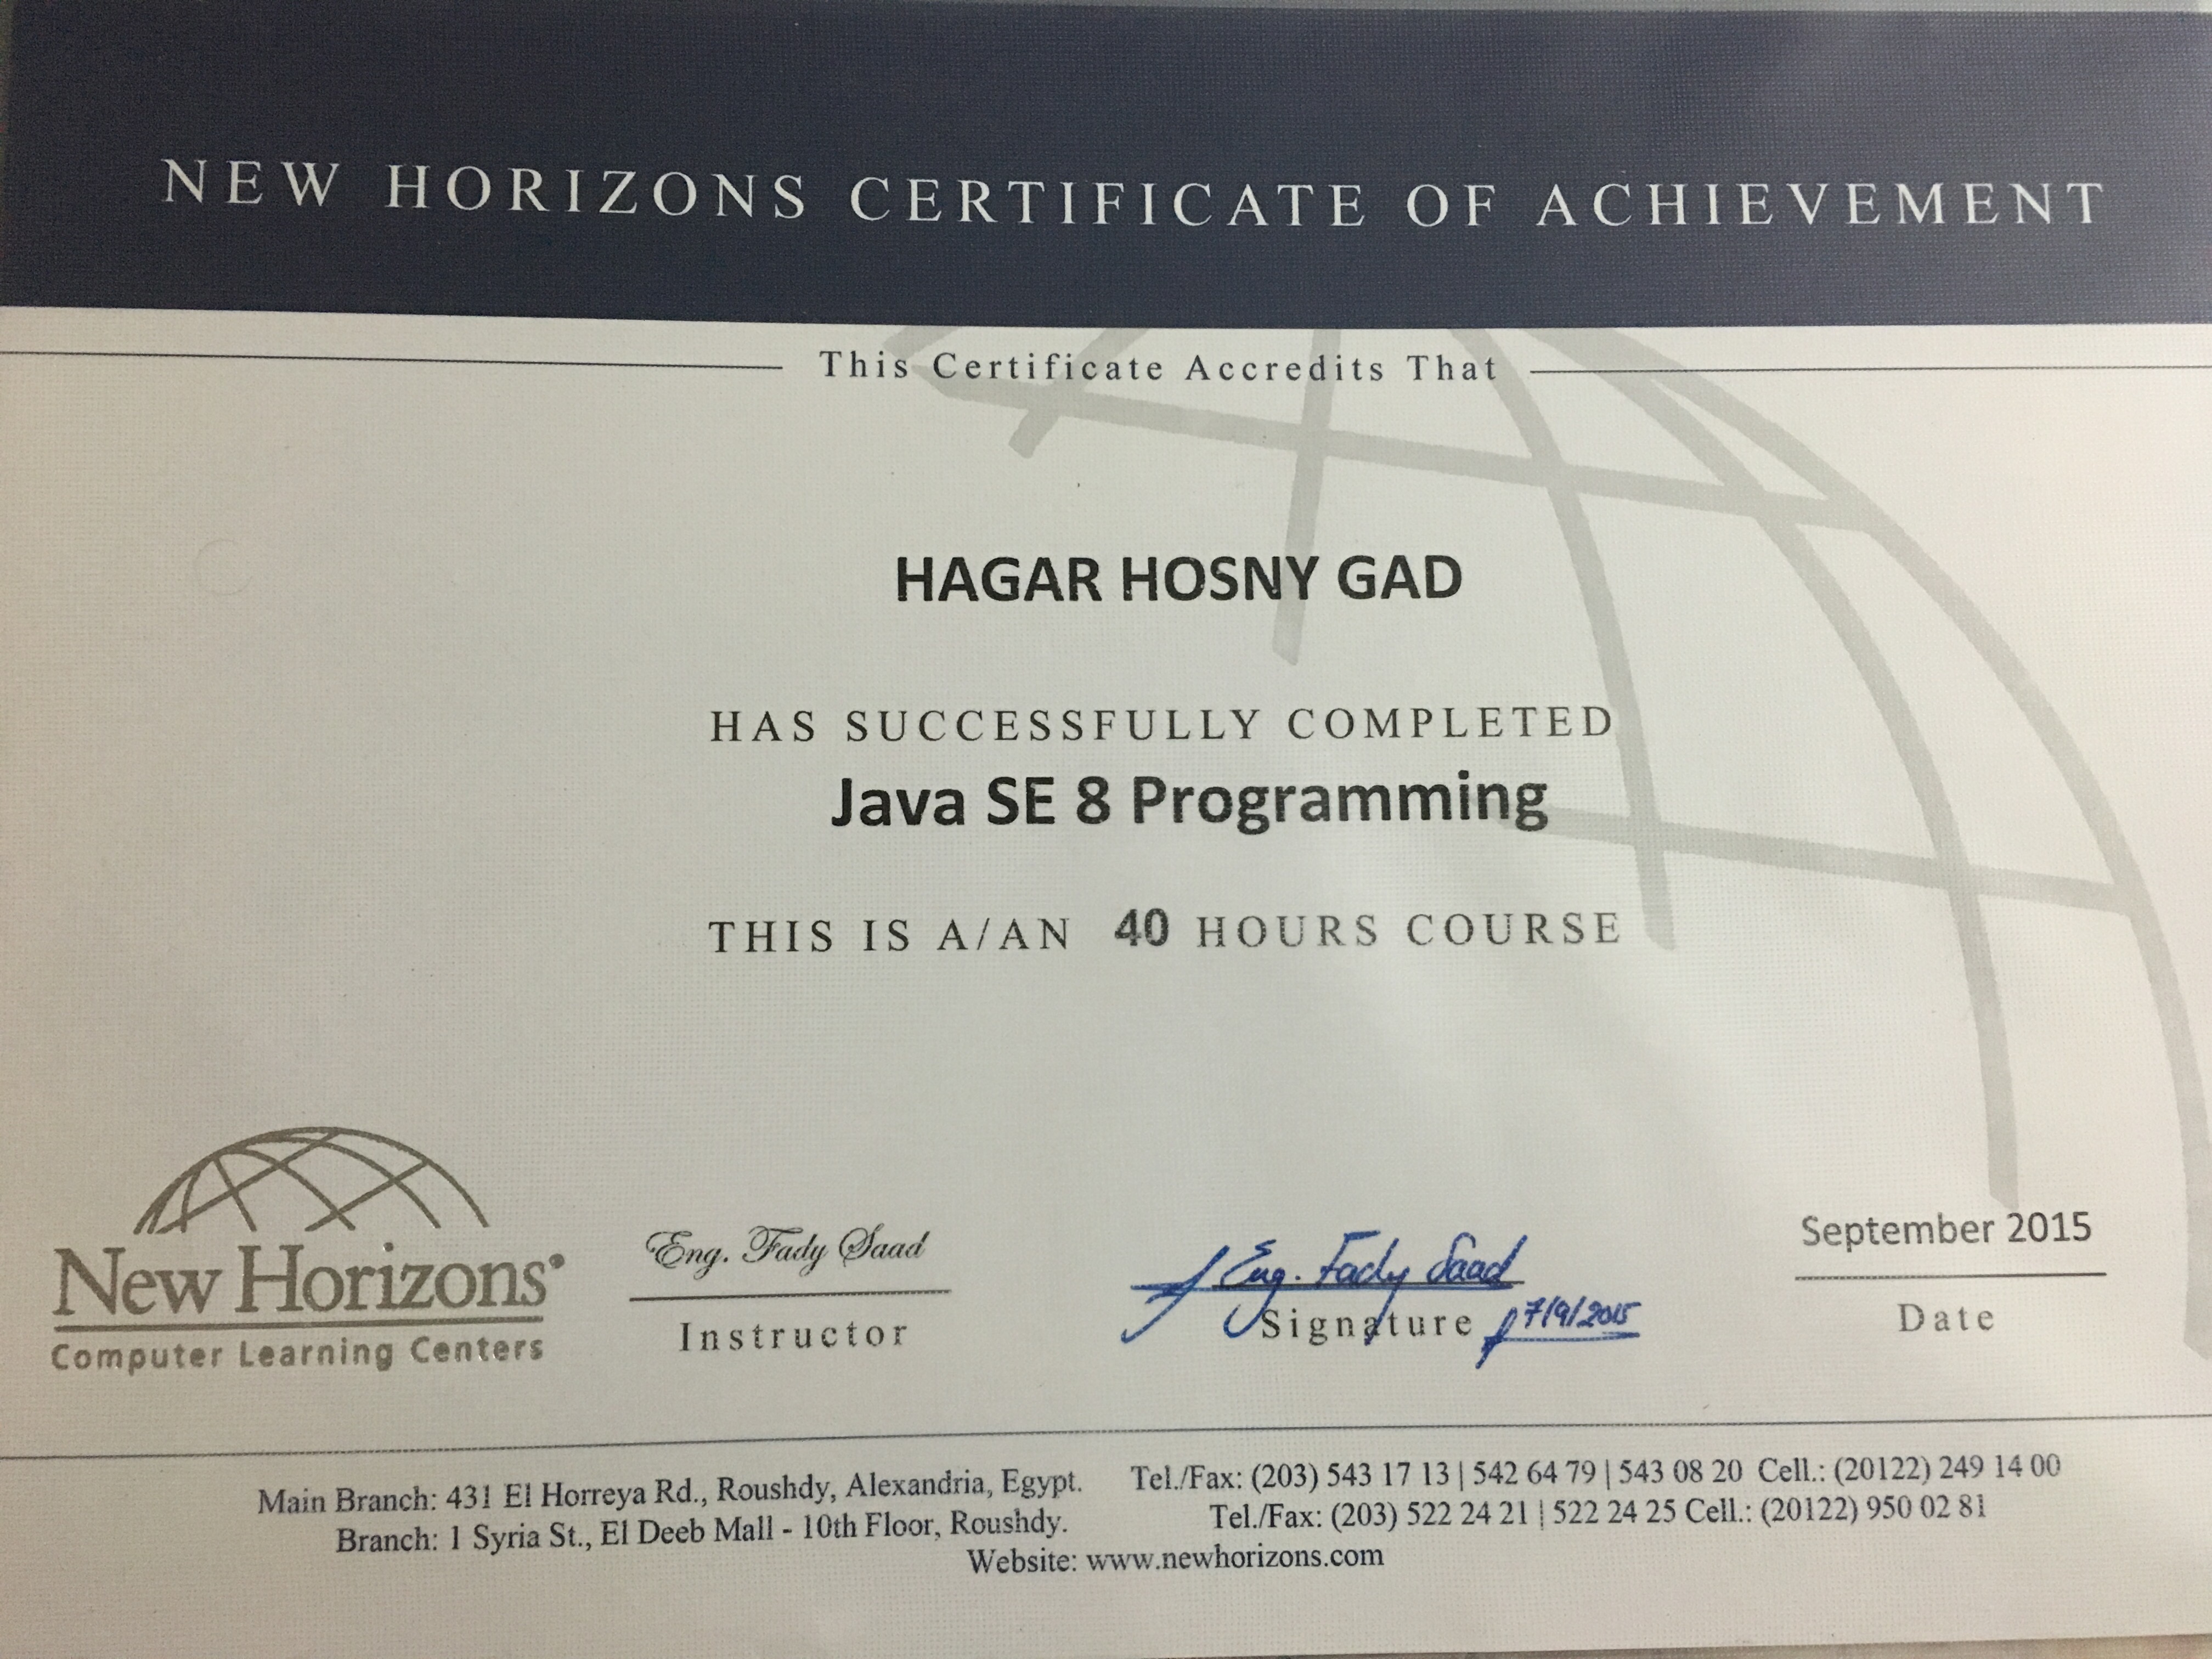 NEW HORIZONS CERTIFICATE OF ACHIEVEMENT
This Certificate Accredits That
HAGAR HOSNY GAD
HAS SUCCESSFULLY COMPLETED
Java SE 8 Programming
THIS IS A/AN 40 HOURS COURSE
New Horizons®
Computer Learning Centers
Eng. Fady Saad
Instructor
Eng. Fady Saad
Signature 7/9/2015
September 2015
Date
Main Branch: 431 El Horreya Rd., Roushdy, Alexandria, Egypt. Tel./Fax: (203) 543 17 13 | 542 64 79 | 543 08 20 Cell.: (20122) 249 14 00
Branch: 1 Syria St., El Deeb Mall - 10th Floor, Roushdy. Tel./Fax: (203) 522 24 21 | 522 24 25 Cell.: (20122) 950 02 81
Website: www.newhorizons.com